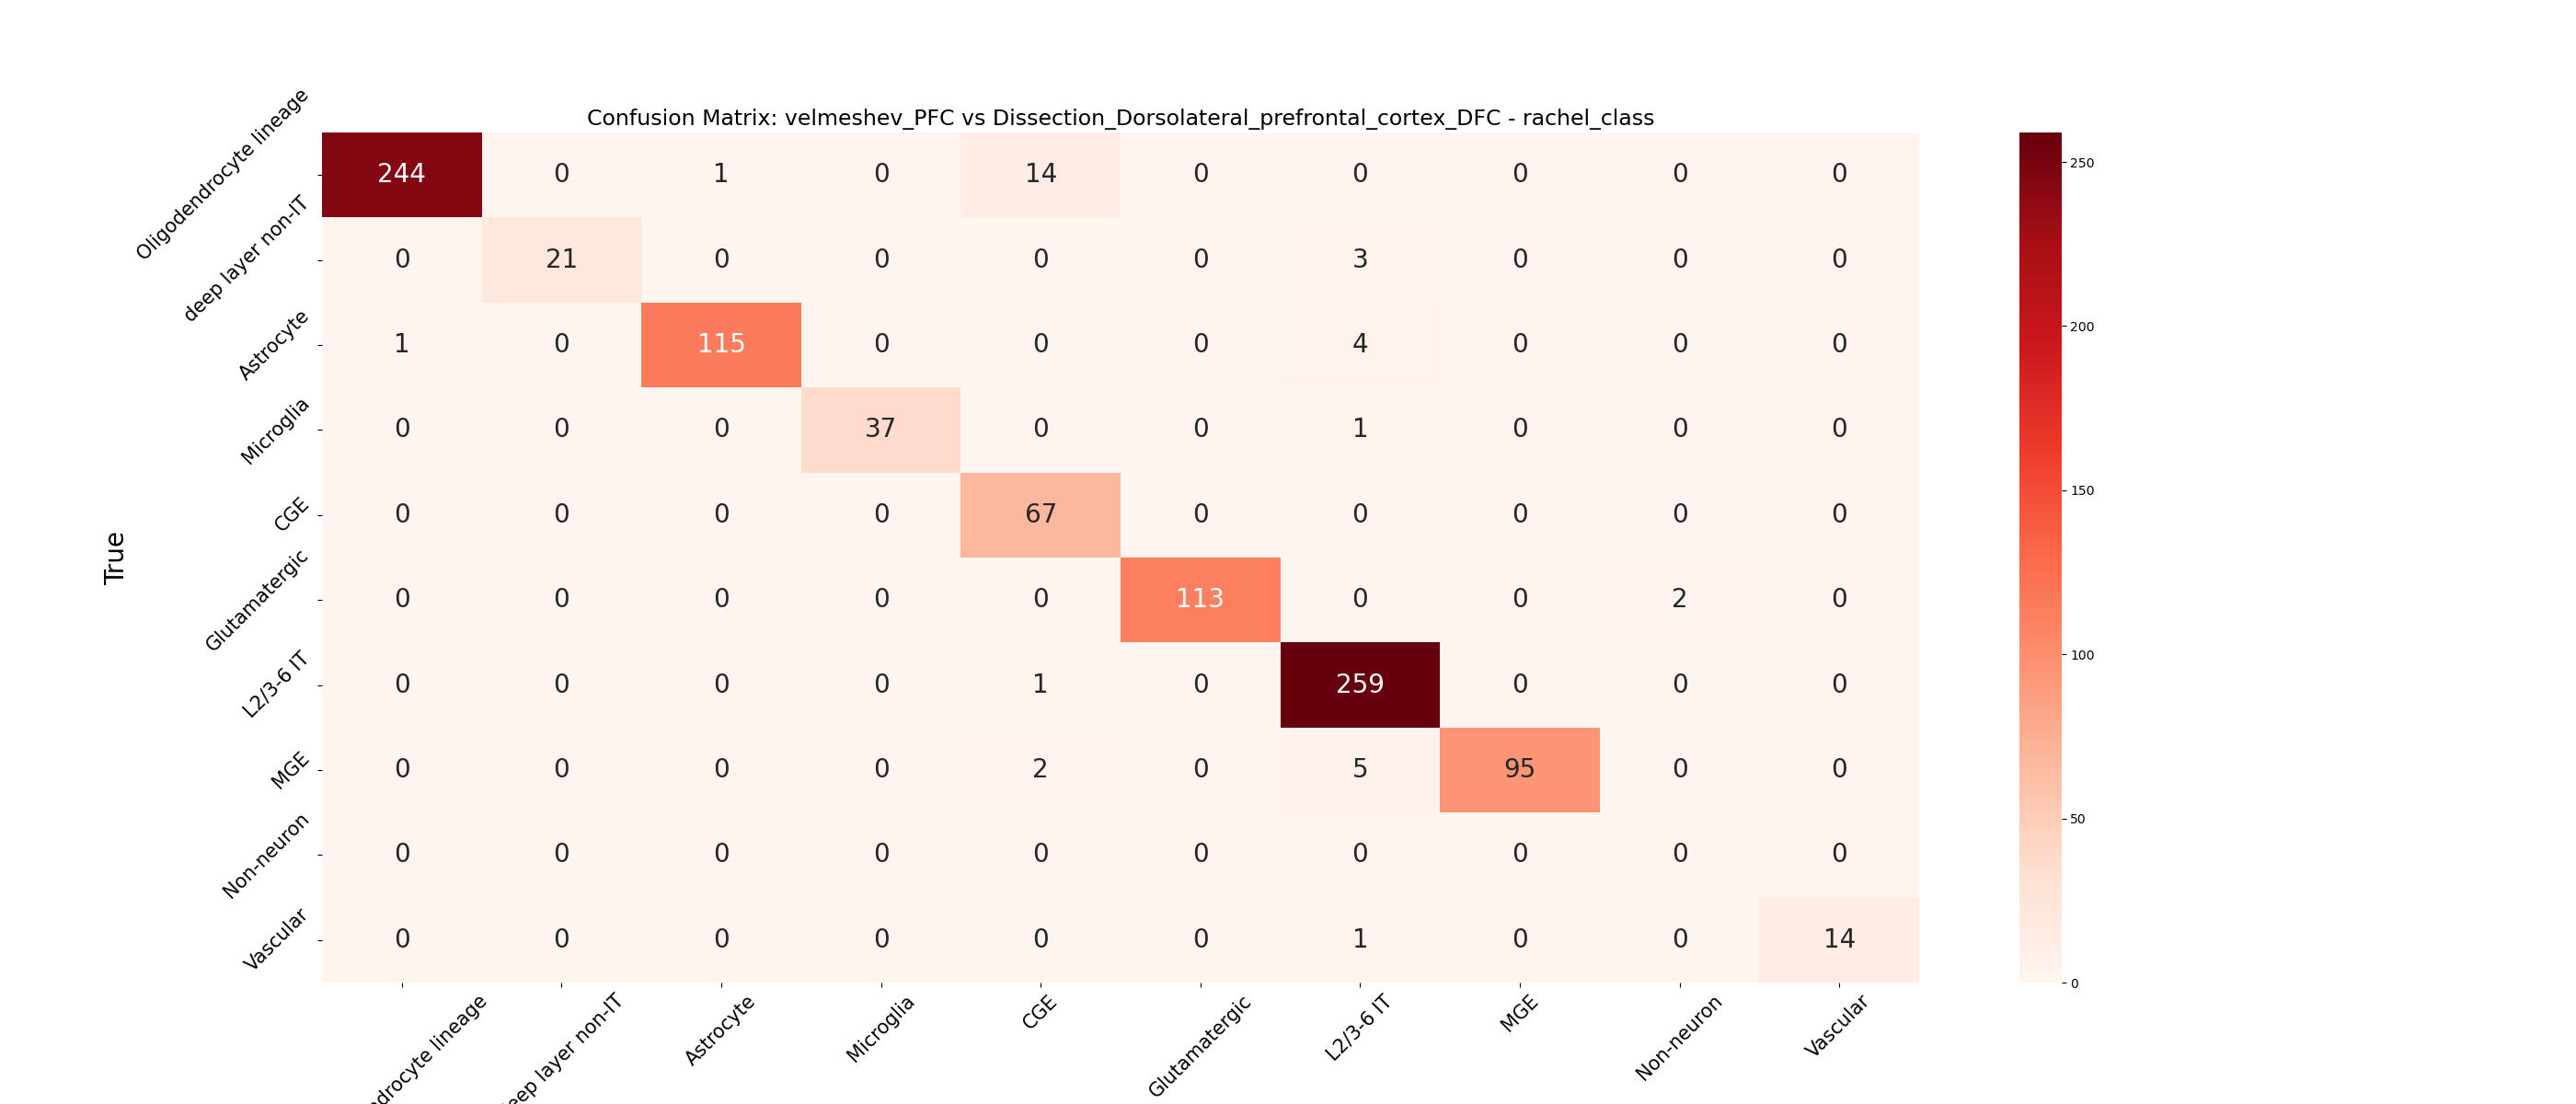 Confusion Matrix: velmeshev_PFC vs Dissection_Dorsolateral_prefrontal_cortex_DFC - rachel_class
True
Oligodendrocyte lineage 244 0 1 0 14 0 0 0 0 0
deep layer non-IT 0 21 0 0 0 0 3 0 0 0
Astrocyte 1 0 115 0 0 0 4 0 0 0
Microglia 0 0 0 37 0 0 1 0 0 0
CGE 0 0 0 0 67 0 0 0 0 0
Glutamatergic 0 0 0 0 0 113 0 0 2 0
L2/3-6 IT 0 0 0 0 1 0 259 0 0 0
MGE 0 0 0 0 2 0 5 95 0 0
Non-neuron 0 0 0 0 0 0 0 0 0 0
Vascular 0 0 0 0 0 0 1 0 0 14
lineage
layer non-IT
Astrocyte
Microglia
CGE
Glutamatergic
L2/3-6 IT
MGE
Non-neuron
Vascular
250
200
150
100
50
0